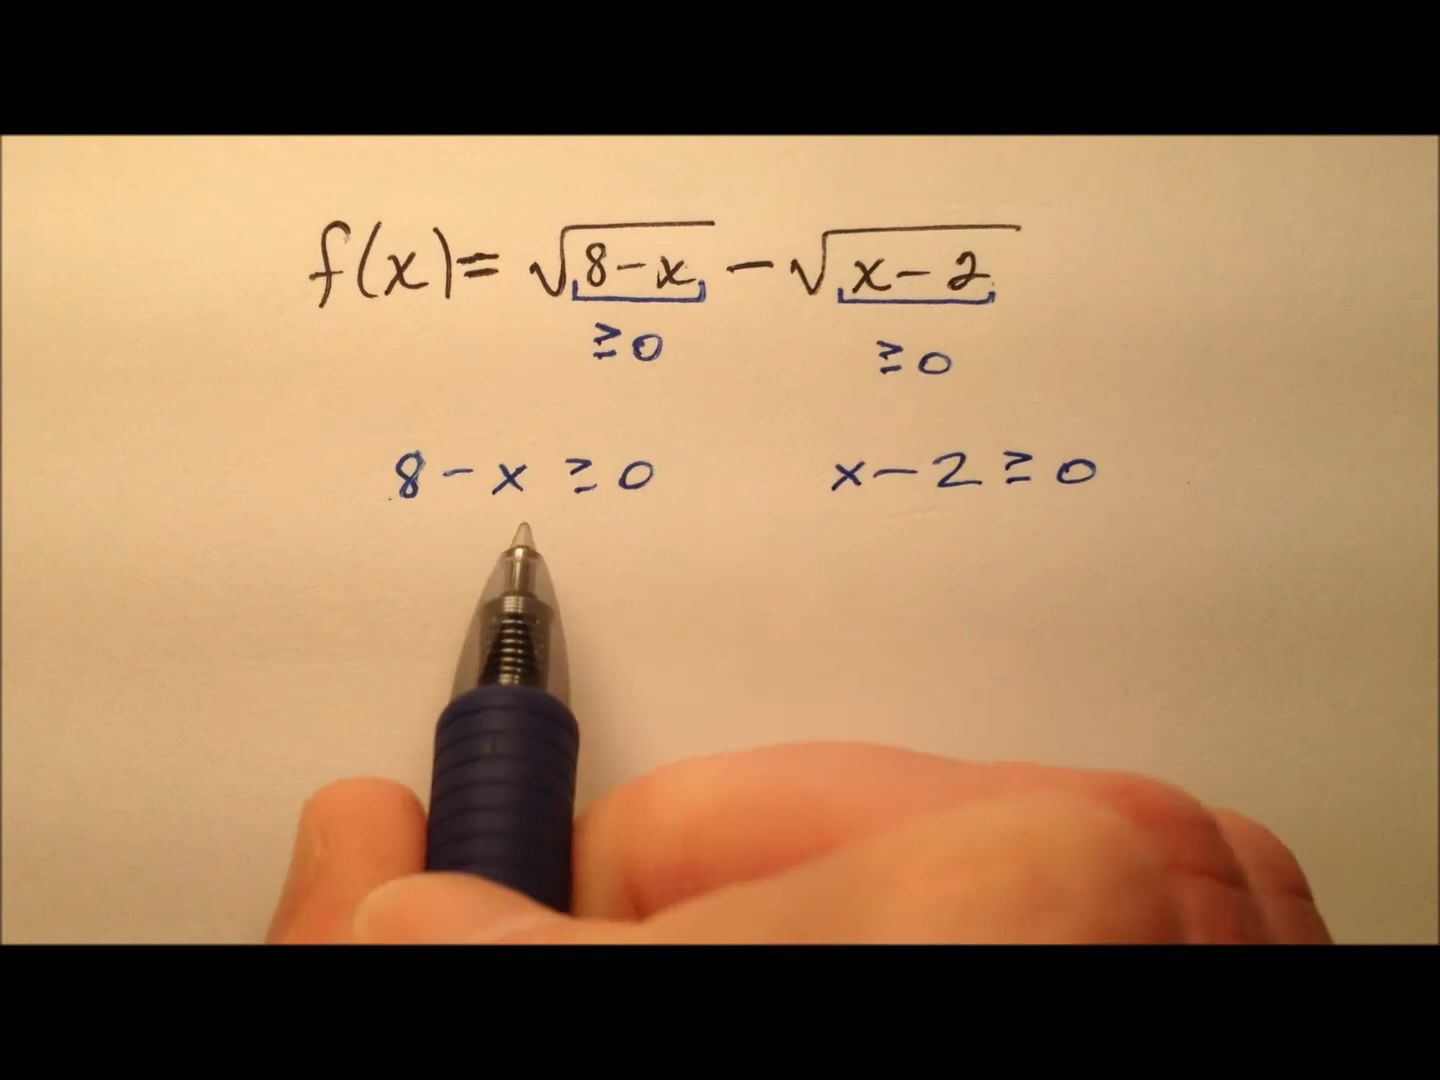 f(x)=√8-x - √x-2
≥0 ≥0
8-x ≥0 x-2≥0